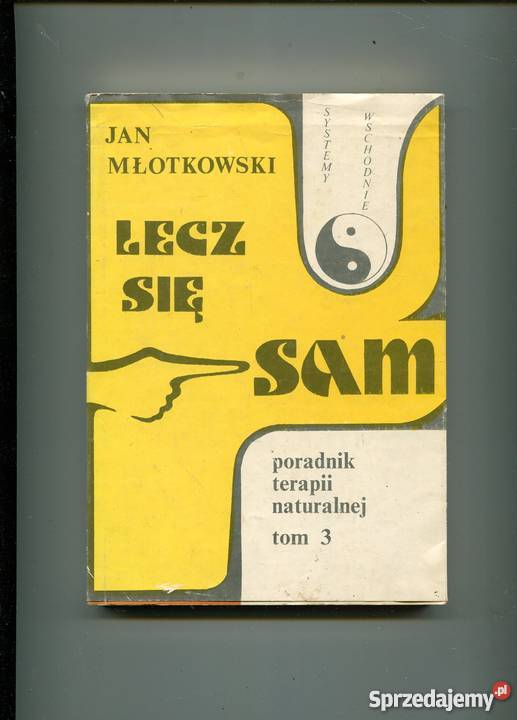 JAN
MŁOTKOWSKI
SYSTEMY
WSCHODNIE
LECZ
SIĘ
SAM
poradnik
terapii
naturalnej
tom 3
Sprzedajemy.pl